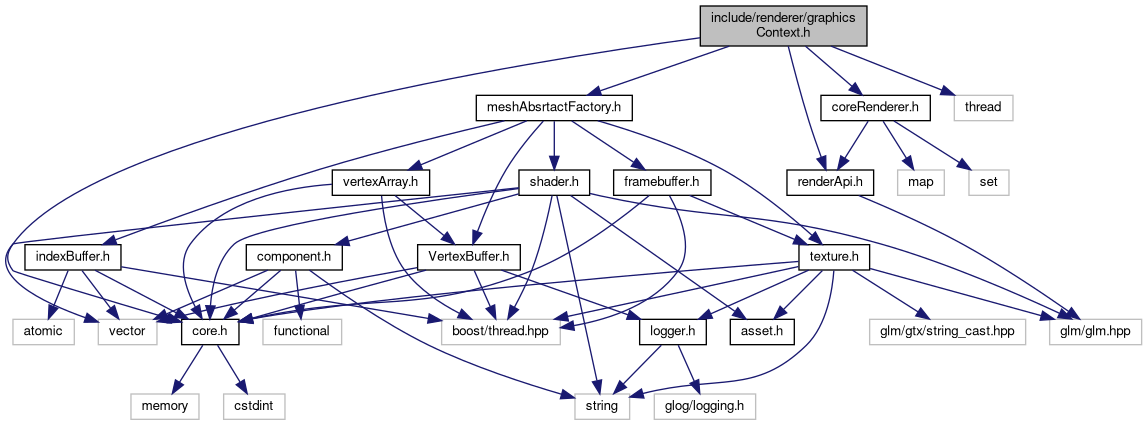 include/renderer/graphics
Context.h
meshAbsrtactFactory.h
coreRenderer.h
thread
vertexArray.h
shader.h
framebuffer.h
renderApi.h
map
set
indexBuffer.h
component.h
VertexBuffer.h
texture.h
atomic
vector
core.h
functional
boost/thread.hpp
logger.h
asset.h
glm/gtx/string_cast.hpp
glm/glm.hpp
memory
cstdint
string
glog/logging.h